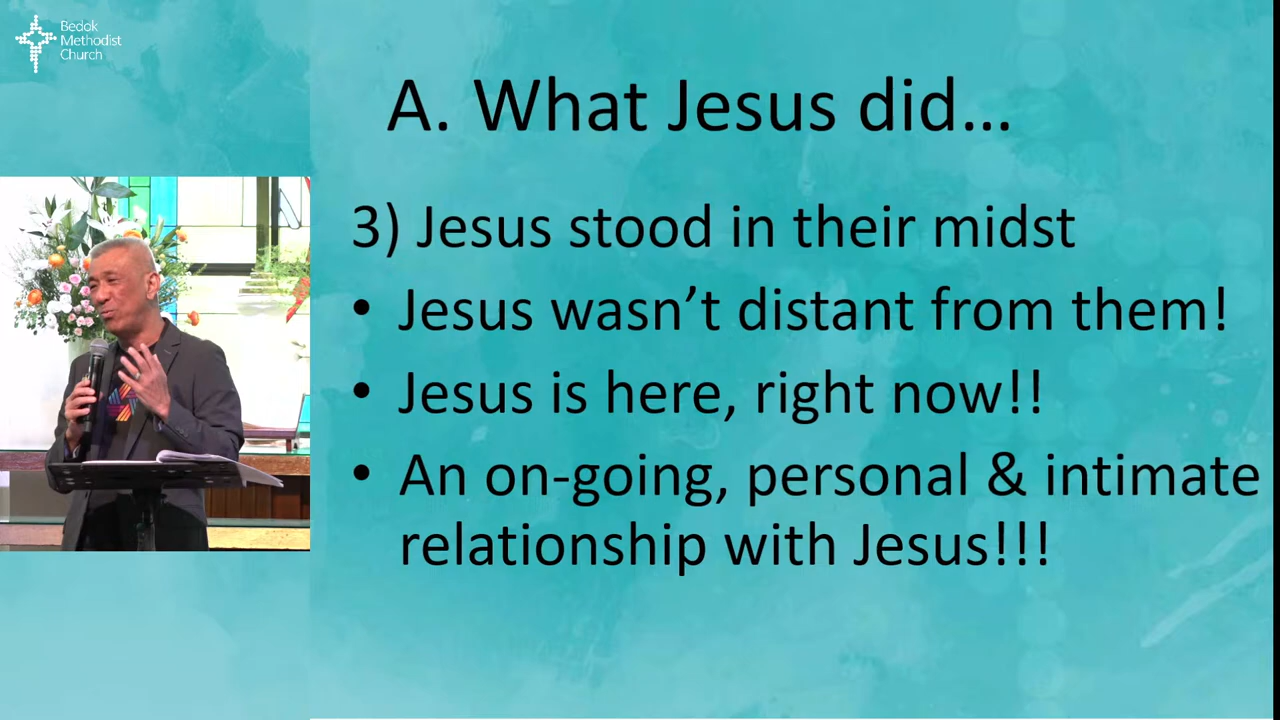 Bedok
Methodist
Church
A. What Jesus did...
3) Jesus stood in their midst
• Jesus wasn’t distant from them!
• Jesus is here, right now!!
• An on-going, personal & intimate
relationship with Jesus!!!